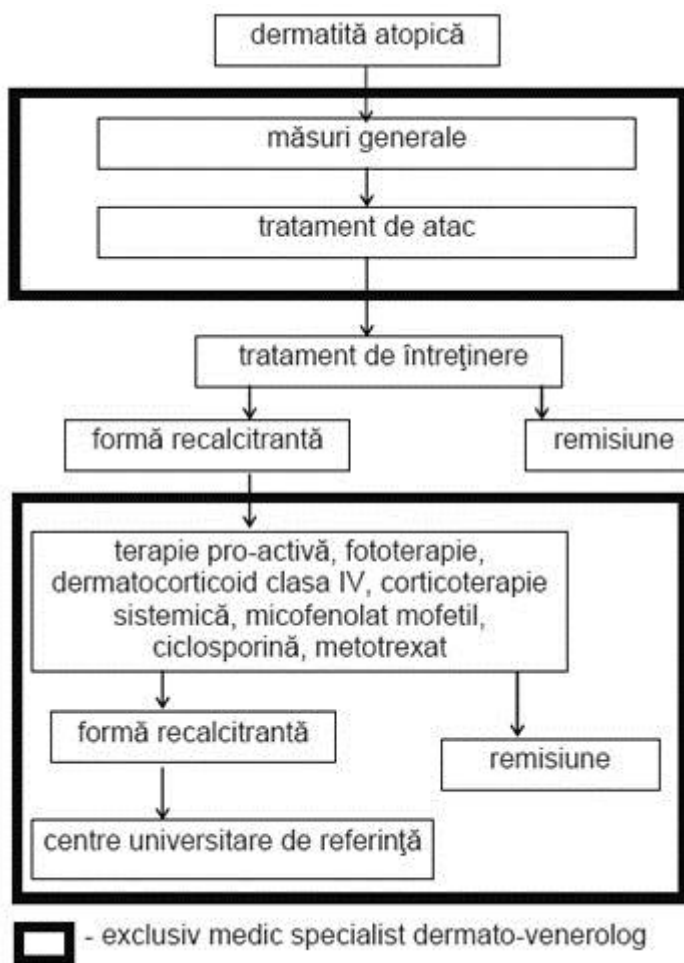 dermatită atopică
măsuri generale
tratament de atac
tratament de întreţinere
formă recalcitrantă
remisiune
terapie pro-activă, fototerapie,
dermatocorticoid clasa IV, corticoterapie
sistemică, micofenolat mofetil,
ciclosporină, metotrexat
formă recalcitrantă
remisiune
centre universitare de referinţă
- exclusiv medic specialist dermato-venerolog